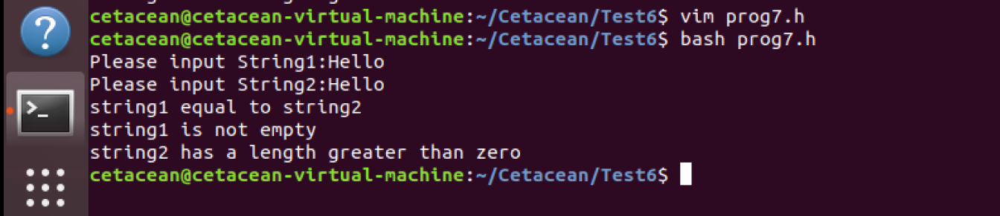 cetacean@cetacean-virtual-machine:~/Cetacean/Test6$ vim prog7.h
cetacean@cetacean-virtual-machine:~/Cetacean/Test6$ bash prog7.h
Please input String1:Hello
Please input String2:Hello
string1 equal to string2
string1 is not empty
string2 has a length greater than zero
cetacean@cetacean-virtual-machine:~/Cetacean/Test6$